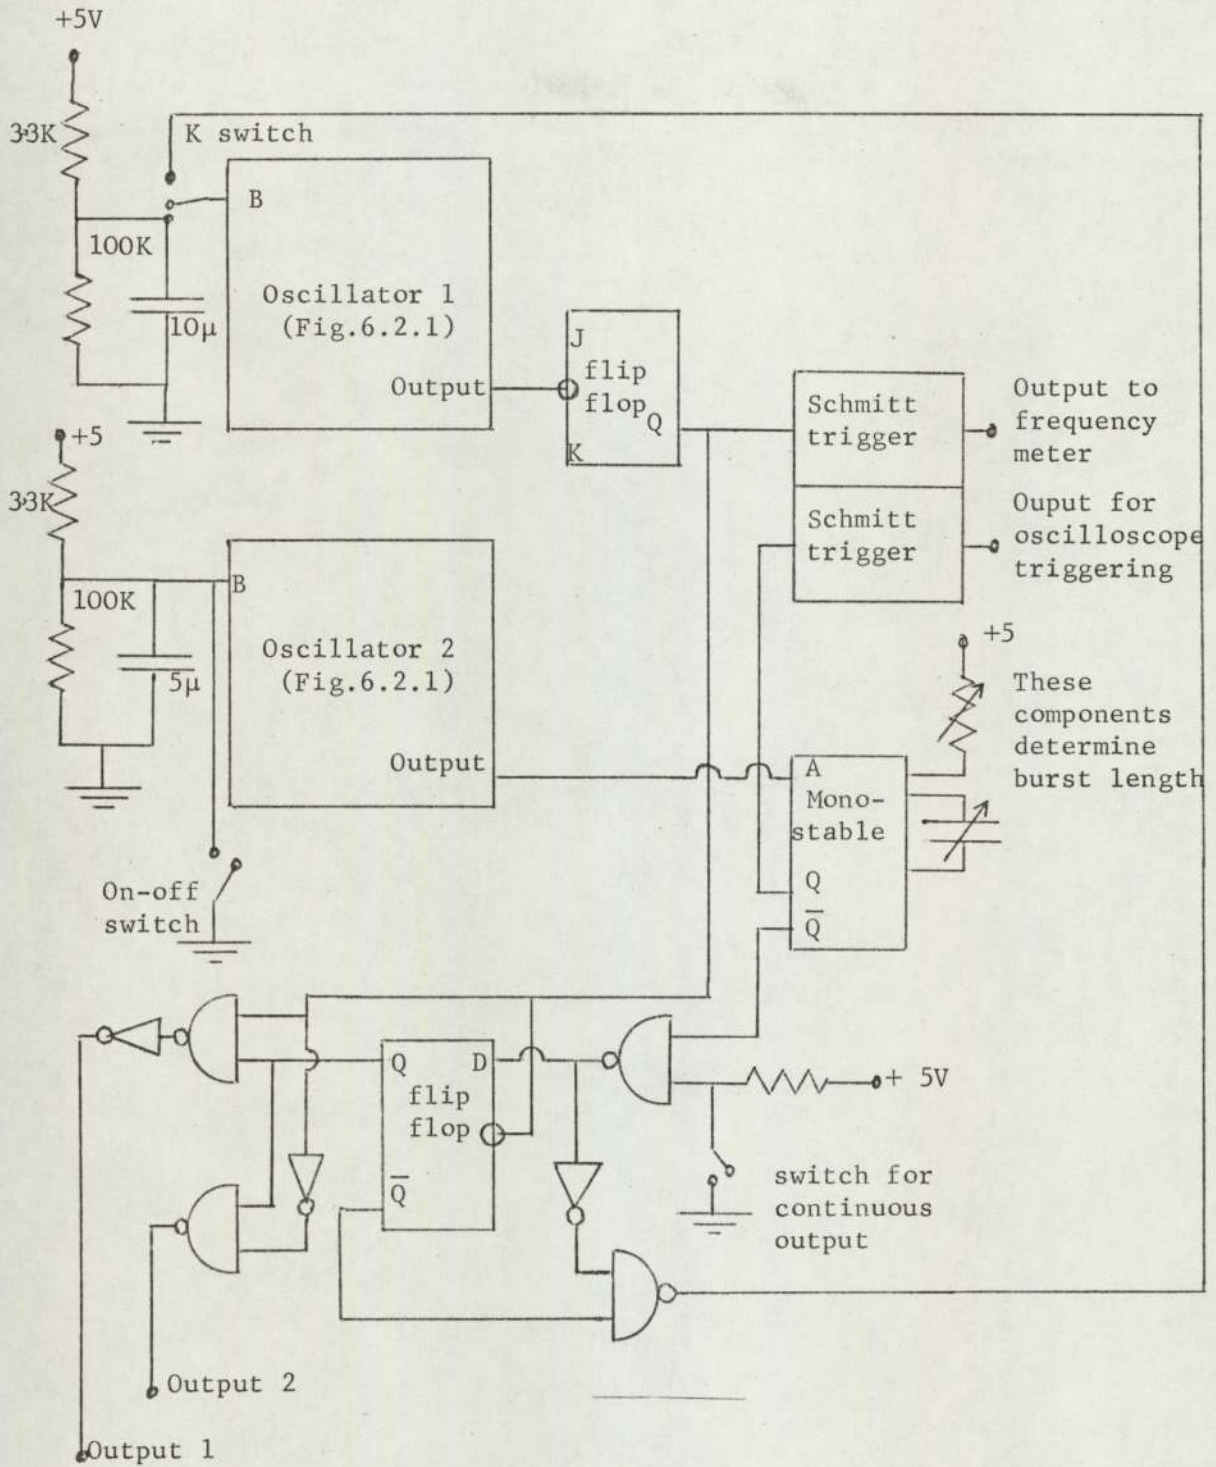 +5V
3·3K
K switch
B
100K
Oscillator 1
(Fig.6.2.1)
10μ
Output
J
flip
flop
Q
K
Schmitt
trigger
Output to
frequency
meter
+5
3·3K
Schmitt
trigger
Ouput for
oscilloscope
triggering
B
100K
Oscillator 2
(Fig.6.2.1)
5μ
Output
+5
These
components
determine
burst length
A
Mono-
stable
Q
Q̅
On-off
switch
Q
D
flip
flop
Q̅
+ 5V
switch for
continuous
output
Output 2
Output 1